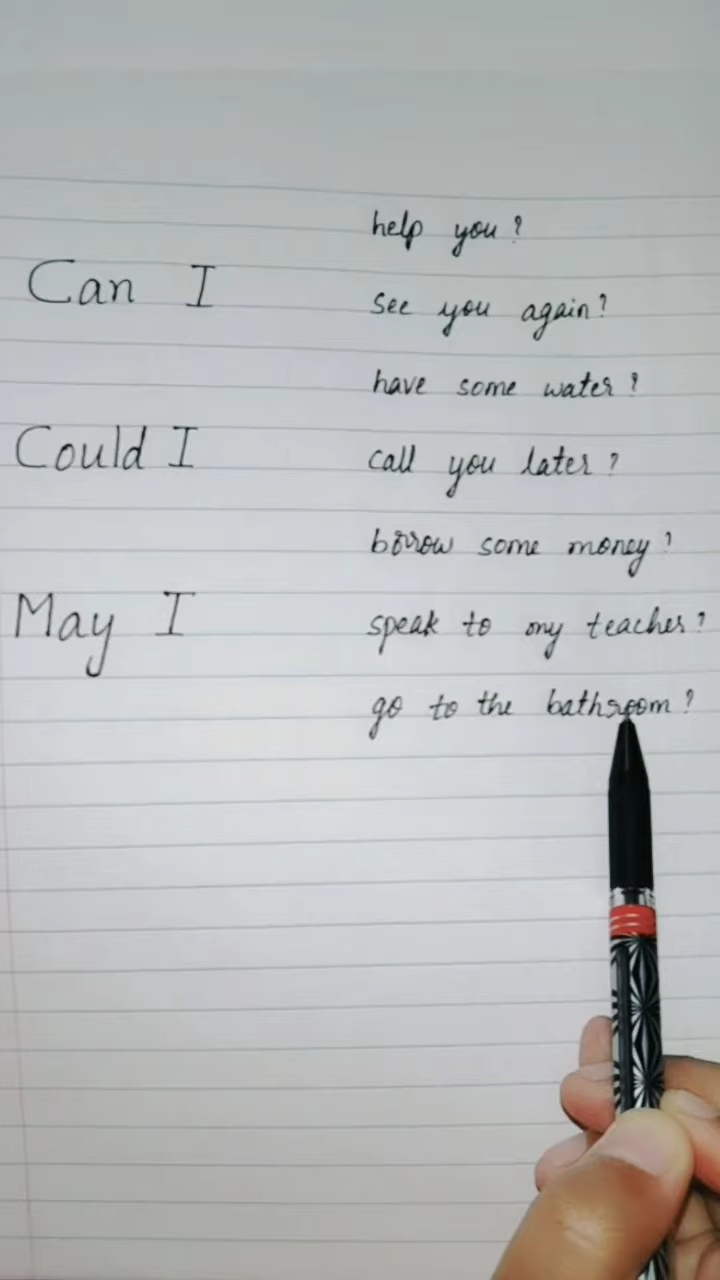 help you?
Can I
see you again?
have some water?
Could I
call you later?
borrow some money?
May I
speak to my teacher?
go to the bathroom?